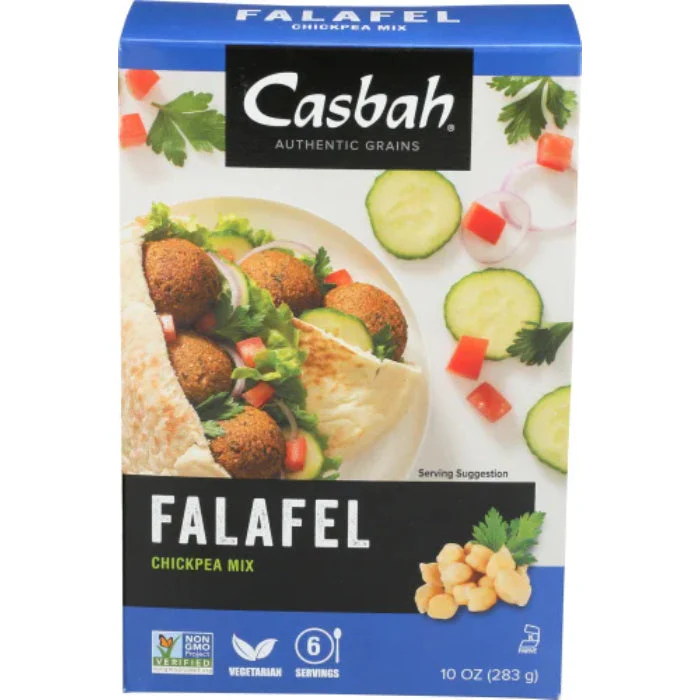 FALAFEL
CHICKPEA MIX
Casbah®
AUTHENTIC GRAINS
Serving Suggestion
FALAFEL
CHICKPEA MIX
NON
GMO
Project
VERIFIED
VEGETARIAN
6
SERVINGS
10 OZ (283 g)